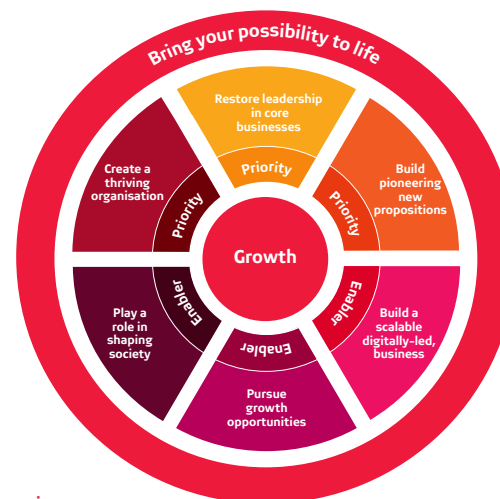 Bring your possibility to life
Restore leadership
in core
businesses
Priority
Build
pioneering
new
propositions
Priority
Build a
scalable
digitally-led,
business
Enabler
Pursue
growth
opportunities
Enabler
Play a
role in
shaping
society
Enabler
Create a
thriving
organisation
Priority
Growth